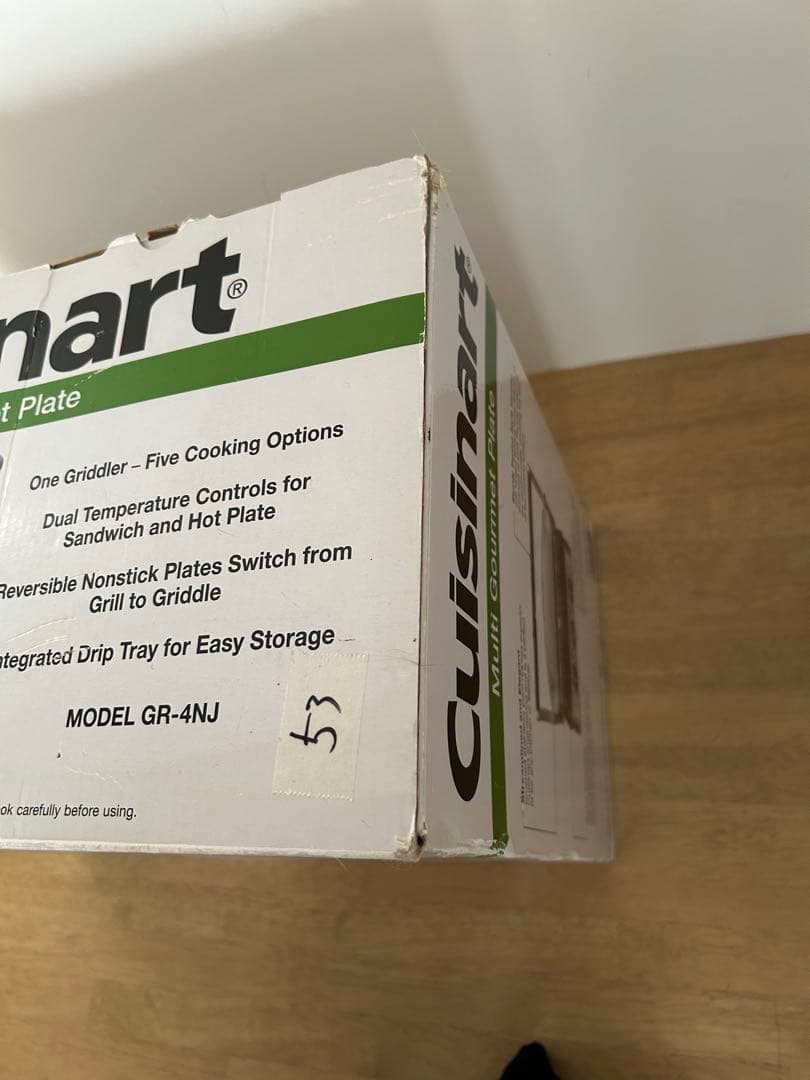 nart®
t Plate
One Griddler – Five Cooking Options
Dual Temperature Controls for
Sandwich and Hot Plate
Reversible Nonstick Plates Switch from
Grill to Griddle
ntegrated Drip Tray for Easy Storage
MODEL GR-4NJ
53
ok carefully before using.
Cuisinart®
Multi Gourmet Plate